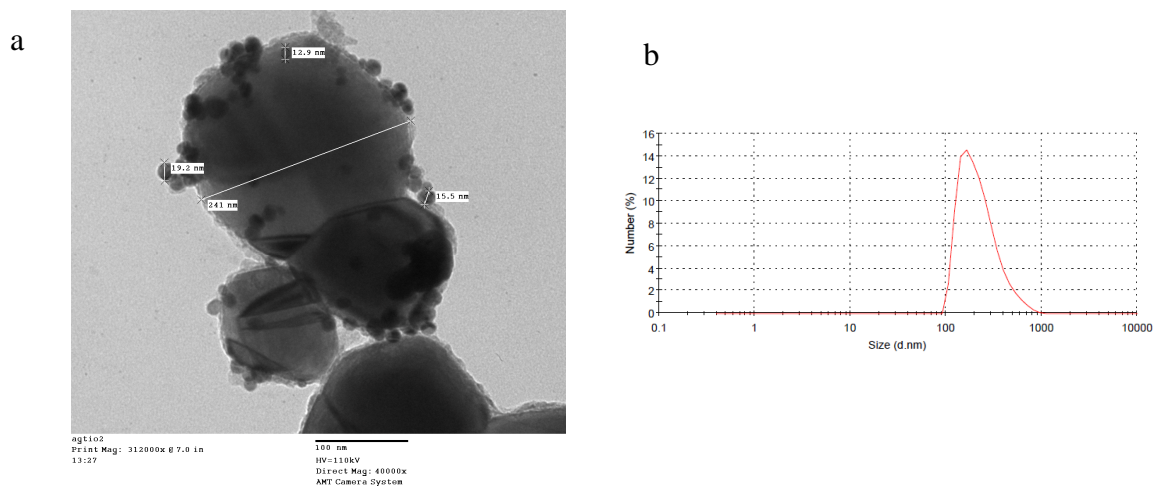 a
12.9 nm
19.2 nm
15.5 nm
241 nm
agtio2
Print Mag: 312000x @ 7.0 in
13:27
100 nm
HV=110kV
Direct Mag: 40000x
AMT Camera System
b
16
14
12
10
8
6
4
2
0
Number (%)
0.1 1 10 100 1000 10000
Size (d.nm)